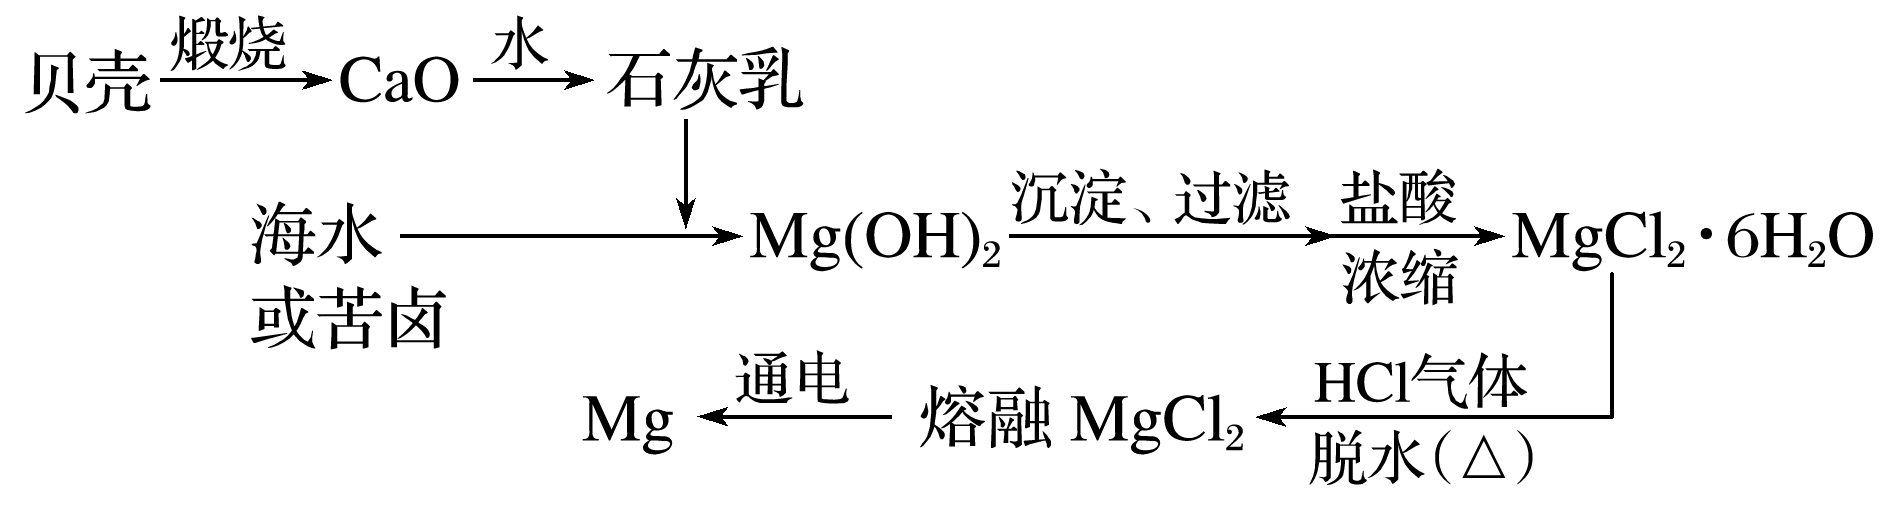 贝壳 煅烧 CaO 水 石灰乳
海水或苦卤 Mg(OH)₂ 沉淀、过滤 盐酸 浓缩 MgCl₂·6H₂O
Mg 通电 熔融 MgCl₂ HCl气体 脱水(△)